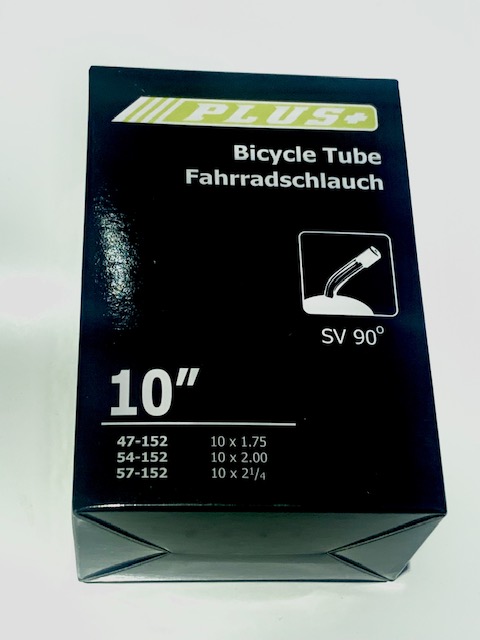 PLUS+
Bicycle Tube
Fahrradschlauch
SV 90°
10"
47-152 10 x 1.75
54-152 10 x 2.00
57-152 10 x 2¹/₄